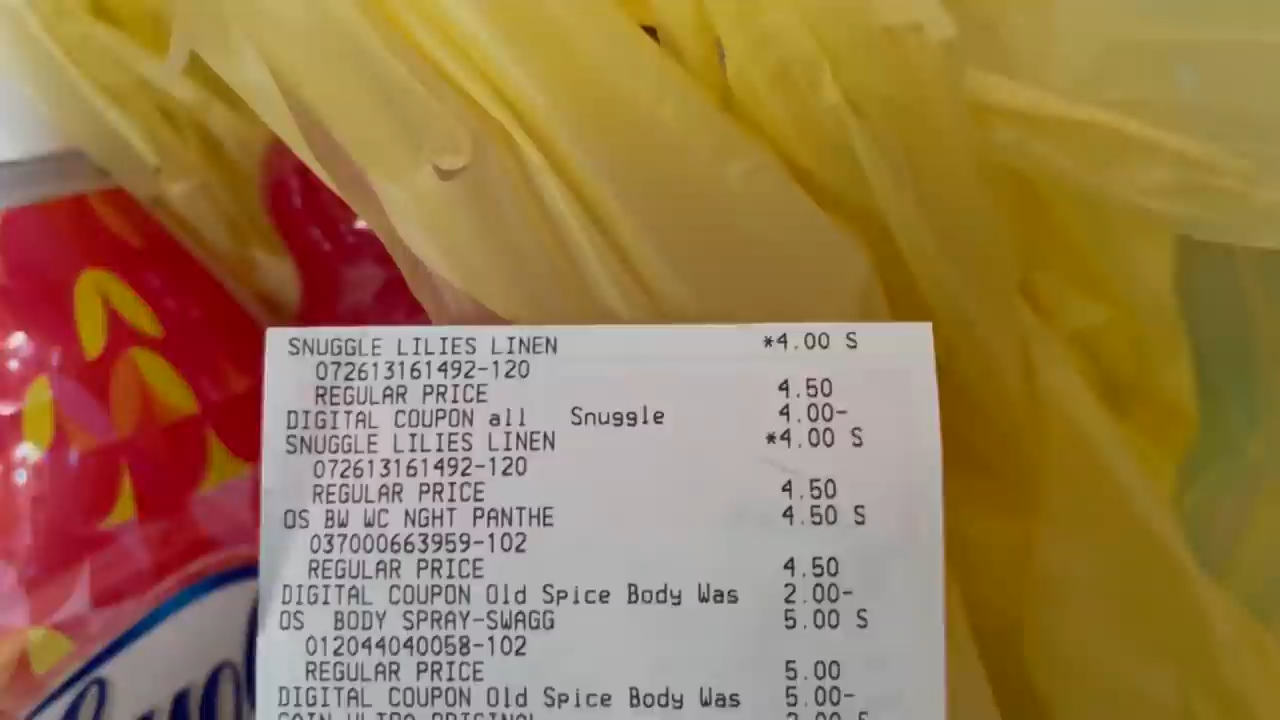 SNUGGLE LILIES LINEN *4.00 S
072613161492-120
REGULAR PRICE 4.50
DIGITAL COUPON all Snuggle 4.00-
SNUGGLE LILIES LINEN *4.00 S
072613161492-120
REGULAR PRICE 4.50
OS BW WC NGHT PANTHE 4.50 S
037000663959-102
REGULAR PRICE 4.50
DIGITAL COUPON Old Spice Body Was 2.00-
OS BODY SPRAY-SWAGG 5.00 S
012044040058-102
REGULAR PRICE 5.00
DIGITAL COUPON Old Spice Body Was 5.00-